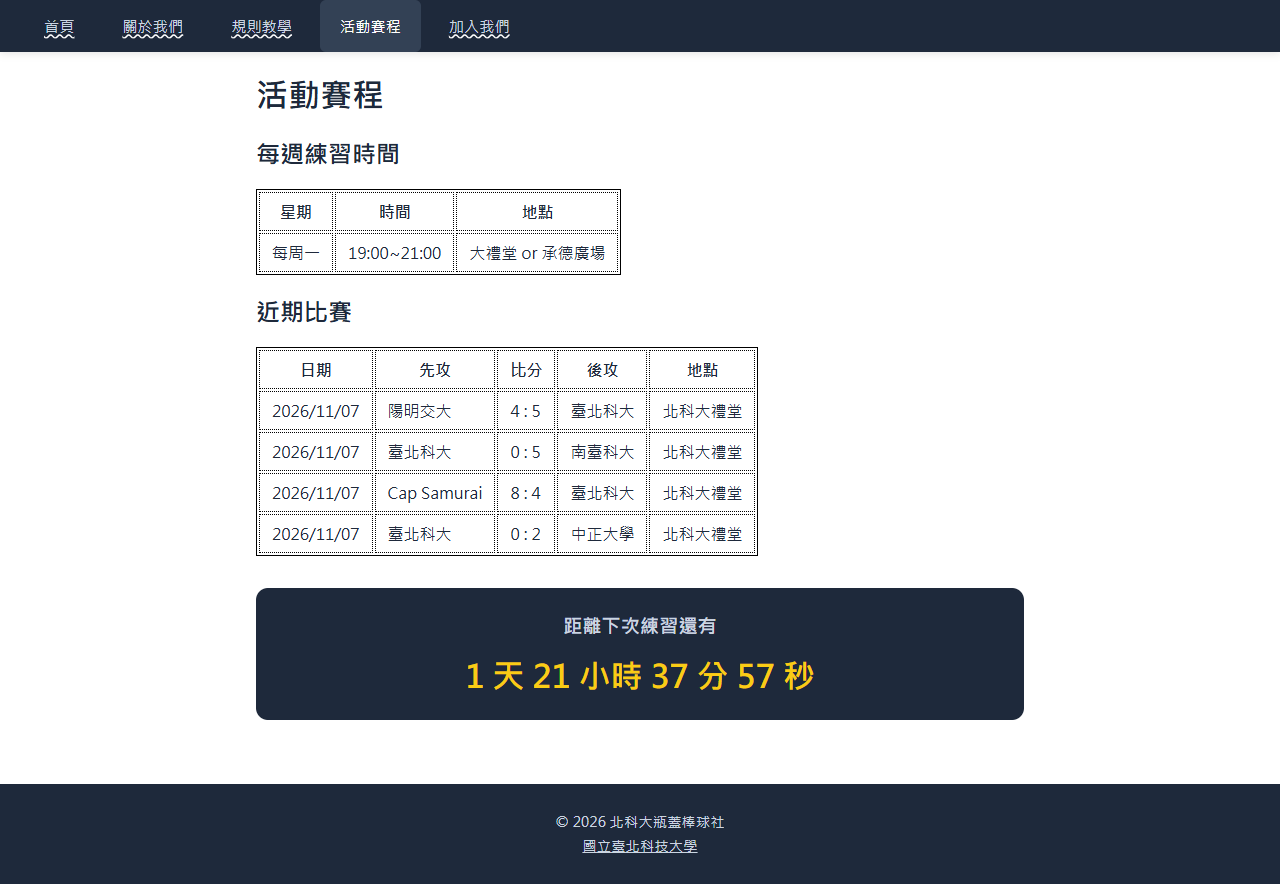 首頁 關於我們 規則教學 活動賽程 加入我們
活動賽程
每週練習時間
星期 時間 地點
每周一 19:00~21:00 大禮堂 or 承德廣場
近期比賽
日期 先攻 比分 後攻 地點
2026/11/07 陽明交大 4 : 5 臺北科大 北科大禮堂
2026/11/07 臺北科大 0 : 5 南臺科大 北科大禮堂
2026/11/07 Cap Samurai 8 : 4 臺北科大 北科大禮堂
2026/11/07 臺北科大 0 : 2 中正大學 北科大禮堂
距離下次練習還有
1 天 21 小時 37 分 57 秒
© 2026 北科大瓶蓋棒球社
國立臺北科技大學